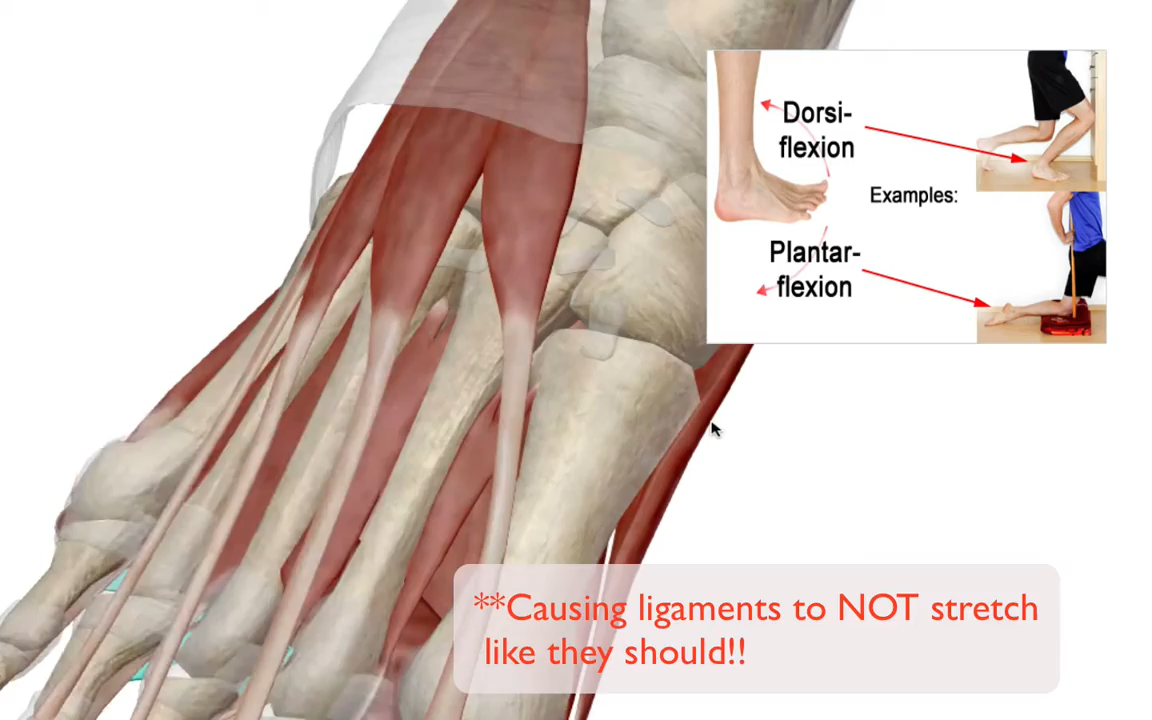 Dorsi-
flexion
Examples:
Plantar-
flexion
**Causing ligaments to NOT stretch
like they should!!